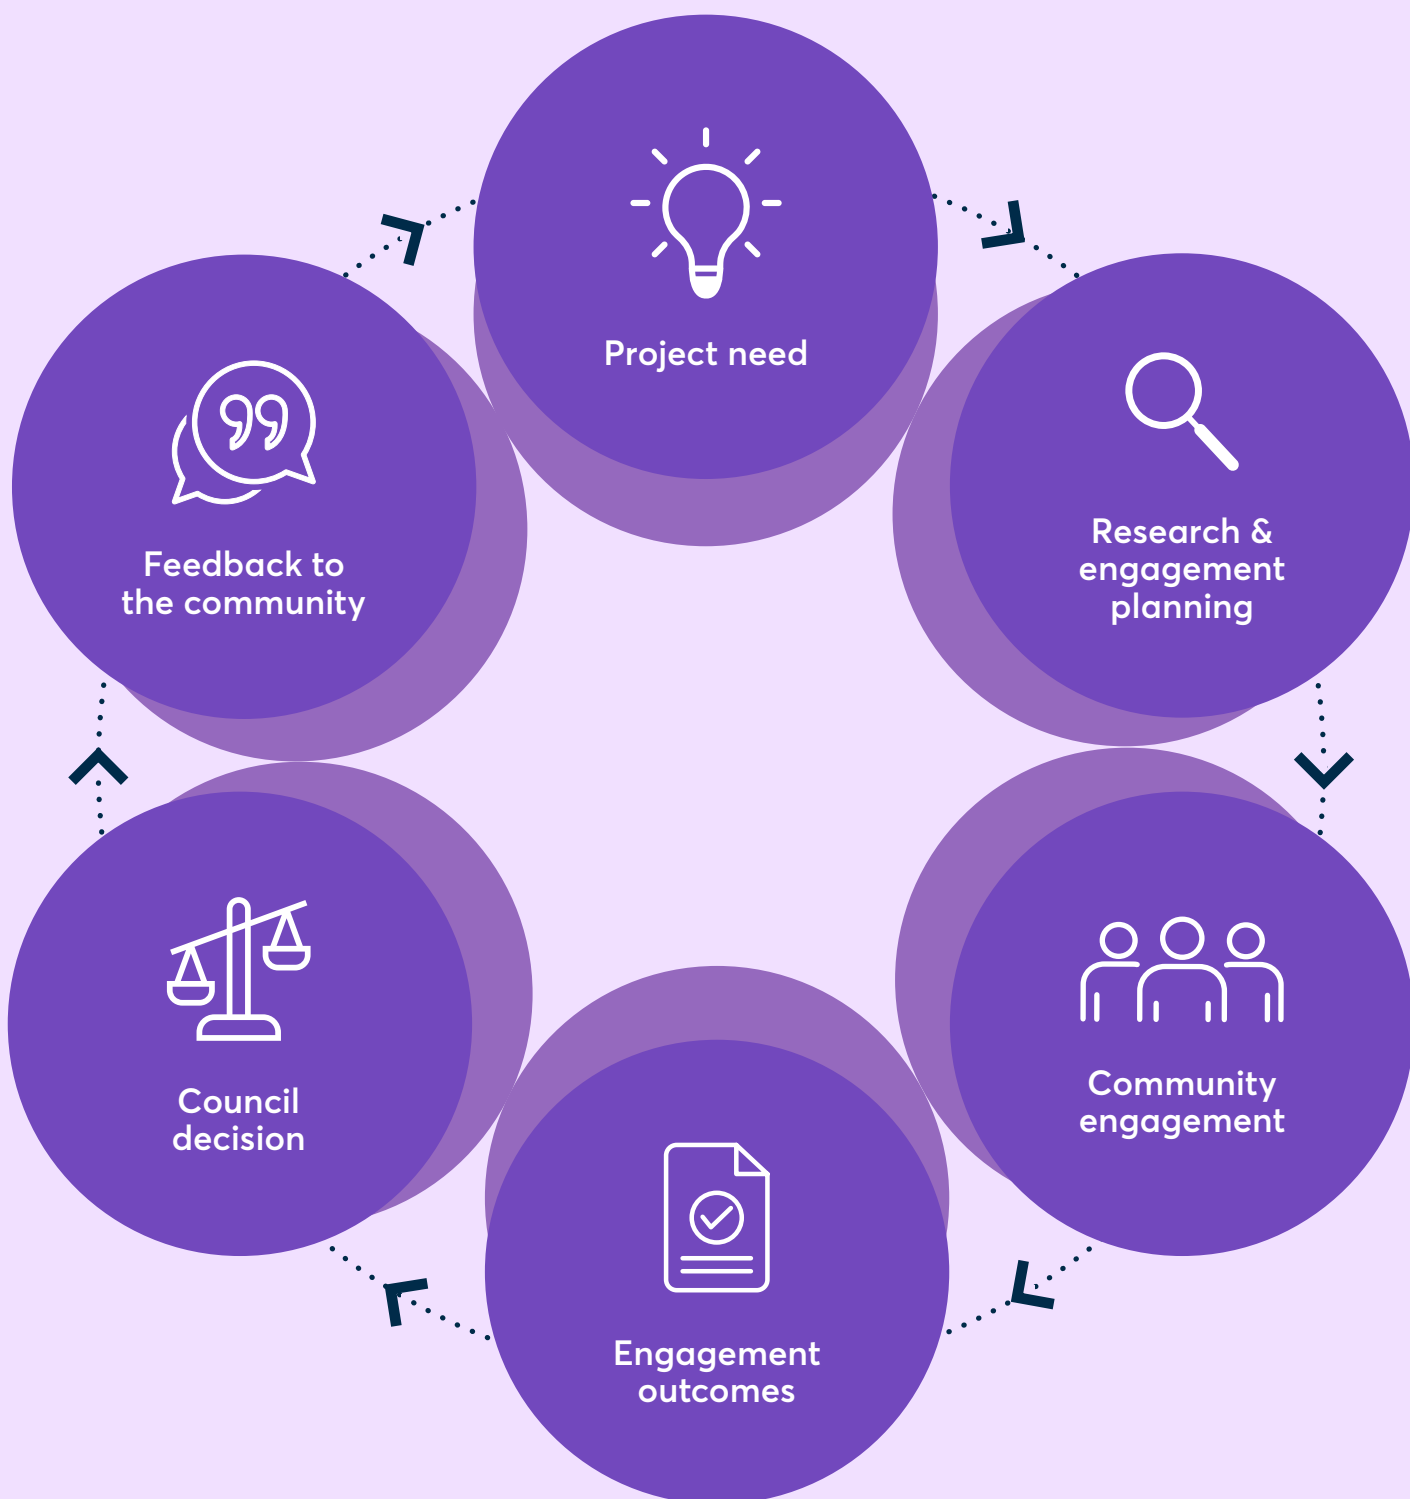 Project need
Research &
engagement
planning
Community
engagement
Engagement
outcomes
Council
decision
Feedback to
the community